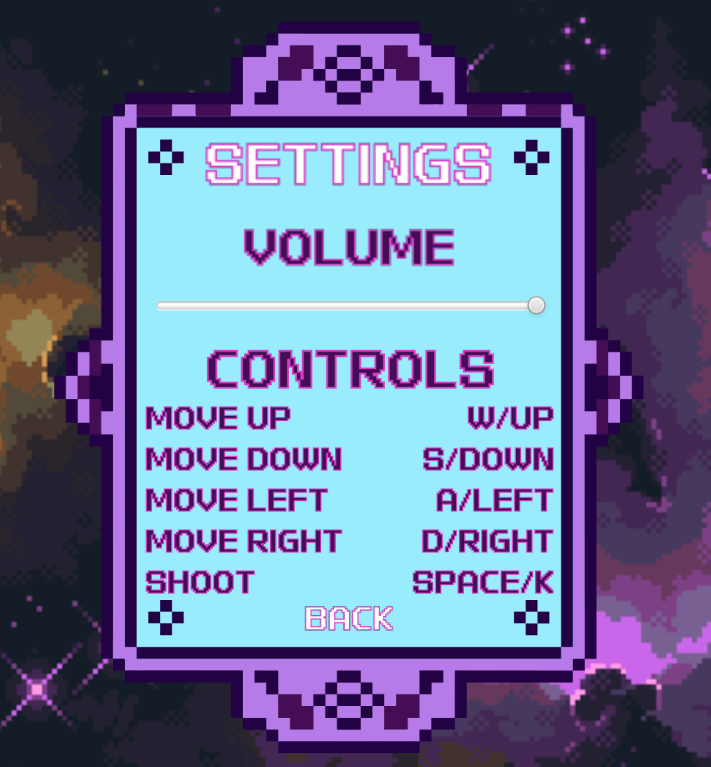 SETTINGS
VOLUME
CONTROLS
MOVE UP W/UP
MOVE DOWN S/DOWN
MOVE LEFT A/LEFT
MOVE RIGHT D/RIGHT
SHOOT SPACE/K
BACK